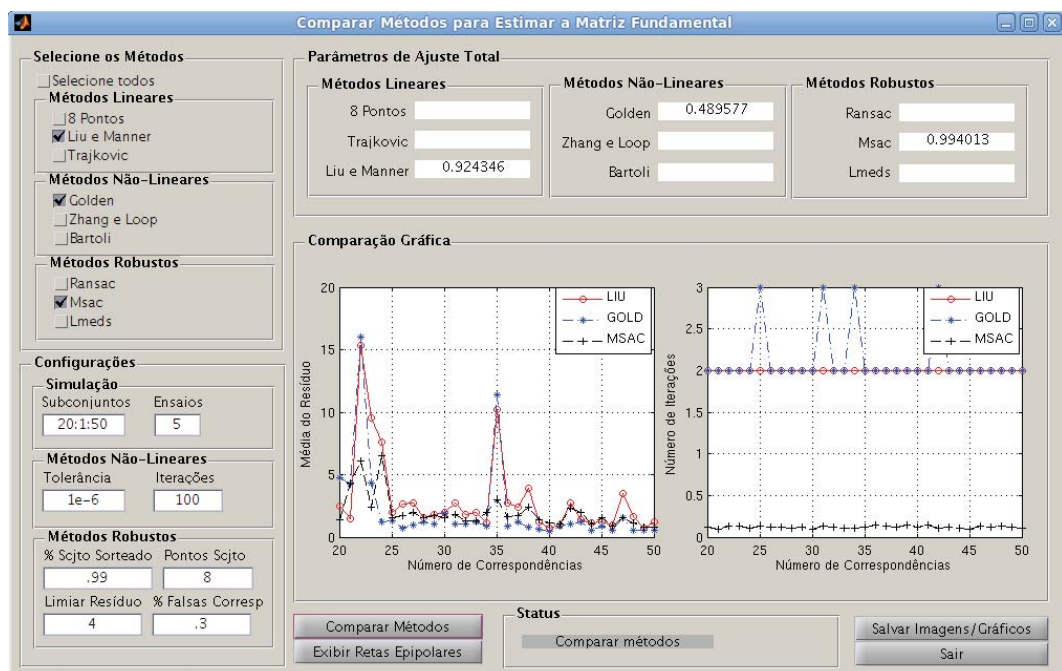 Comparar Métodos para Estimar a Matriz Fundamental
Selecione os Métodos
Selecione todos
Métodos Lineares
8 Pontos
Liu e Manner
Trajkovic
Métodos Não-Lineares
Golden
Zhang e Loop
Bartoli
Métodos Robustos
Ransac
Msac
Lmeds
Configurações
Simulação
Subconjuntos Ensaios
20:1:50 5
Métodos Não-Lineares
Tolerância Iterações
1e-6 100
Métodos Robustos
% Scjto Sorteado Pontos Scjto
.99 8
Limiar Resíduo % Falsas Corresp
4 .3
Parâmetros de Ajuste Total
Métodos Lineares
8 Pontos
Trajkovic
Liu e Manner 0.924346
Métodos Não-Lineares
Golden 0.489577
Zhang e Loop
Bartoli
Métodos Robustos
Ransac
Msac 0.994013
Lmeds
Comparação Gráfica
20
15
10
5
0
Média do Resíduo
LIU
GOLD
MSAC
20 25 30 35 40 45 50
Número de Correspondências
3
2.5
2
1.5
1
0.5
0
Número de Iterações
LIU
GOLD
MSAC
20 25 30 35 40 45 50
Número de Correspondências
Comparar Métodos
Exibir Retas Epipolares
Status
Comparar métodos
Salvar Imagens/Gráficos
Sair